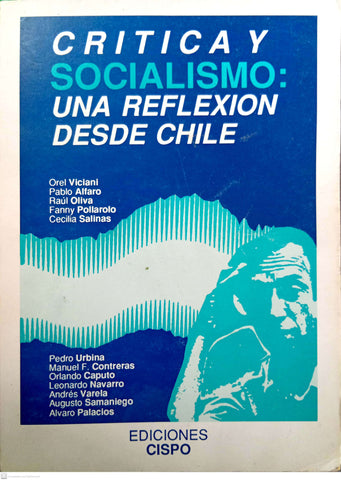 CRITICA Y
SOCIALISMO:
UNA REFLEXION
DESDE CHILE
Orel Viciani
Pablo Alfaro
Raúl Oliva
Fanny Pollarolo
Cecilia Salinas
Pedro Urbina
Manuel F. Contreras
Orlando Caputo
Leonardo Navarro
Andrés Varela
Augusto Samaniego
Alvaro Palacios
EDICIONES
CISPO